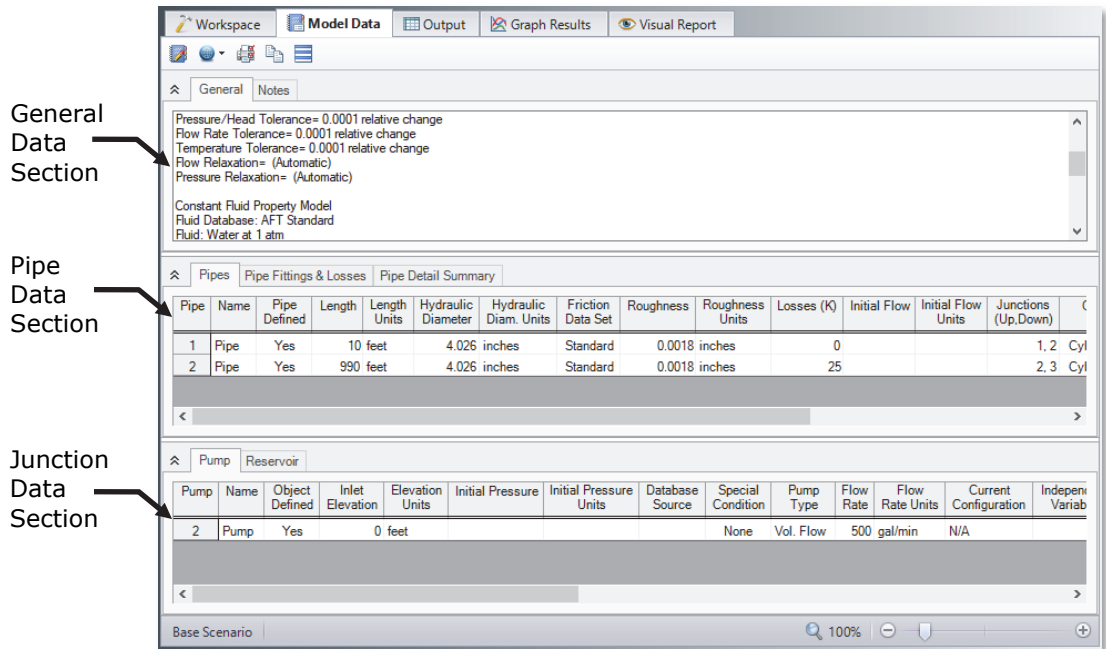 Workspace Model Data Output Graph Results Visual Report
General Data Section
General Notes
Pressure/Head Tolerance= 0.0001 relative change
Flow Rate Tolerance= 0.0001 relative change
Temperature Tolerance= 0.0001 relative change
Flow Relaxation= (Automatic)
Pressure Relaxation= (Automatic)
Constant Fluid Property Model
Fluid Database: AFT Standard
Fluid: Water at 1 atm
Pipe Data Section
Pipes Pipe Fittings & Losses Pipe Detail Summary
Pipe Name Pipe Defined Length Length Units Hydraulic Diameter Hydraulic Diam. Units Friction Data Set Roughness Roughness Units Losses (K) Initial Flow Initial Flow Units Junctions (Up,Down)
1 Pipe Yes 10 feet 4.026 inches Standard 0.0018 inches 0 1, 2 Cyl
2 Pipe Yes 990 feet 4.026 inches Standard 0.0018 inches 25 2, 3 Cyl
Junction Data Section
Pump Reservoir
Pump Name Object Defined Inlet Elevation Elevation Units Initial Pressure Initial Pressure Units Database Source Special Condition Pump Type Flow Rate Flow Rate Units Current Configuration Independ Variab
2 Pump Yes 0 feet None Vol. Flow 500 gal/min N/A
Base Scenario 100%